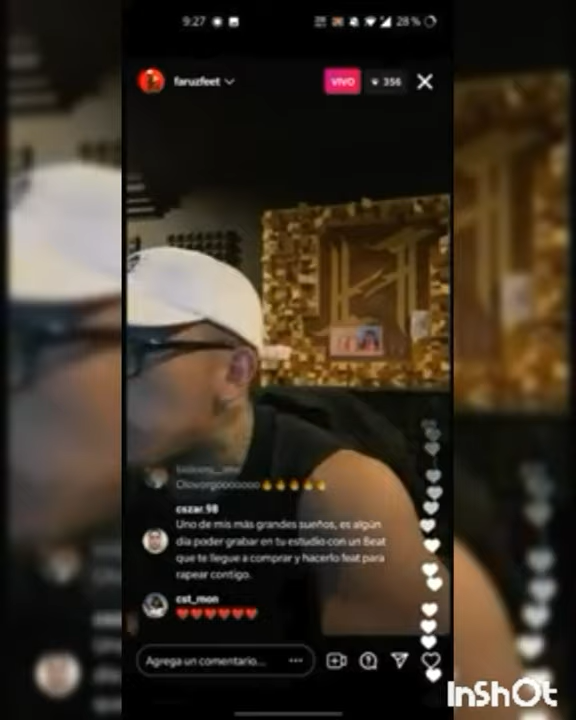 9:27
28%
faruzfeet
VIVO
356
Olovorgooooooo
cszar.98
Uno de mis más grandes sueños, es algún
día poder grabar en tu estudio con un Beat
que te llegue a comprar y hacerlo feat para
rapear contigo.
cst_mon
Agrega un comentario...
InShOt